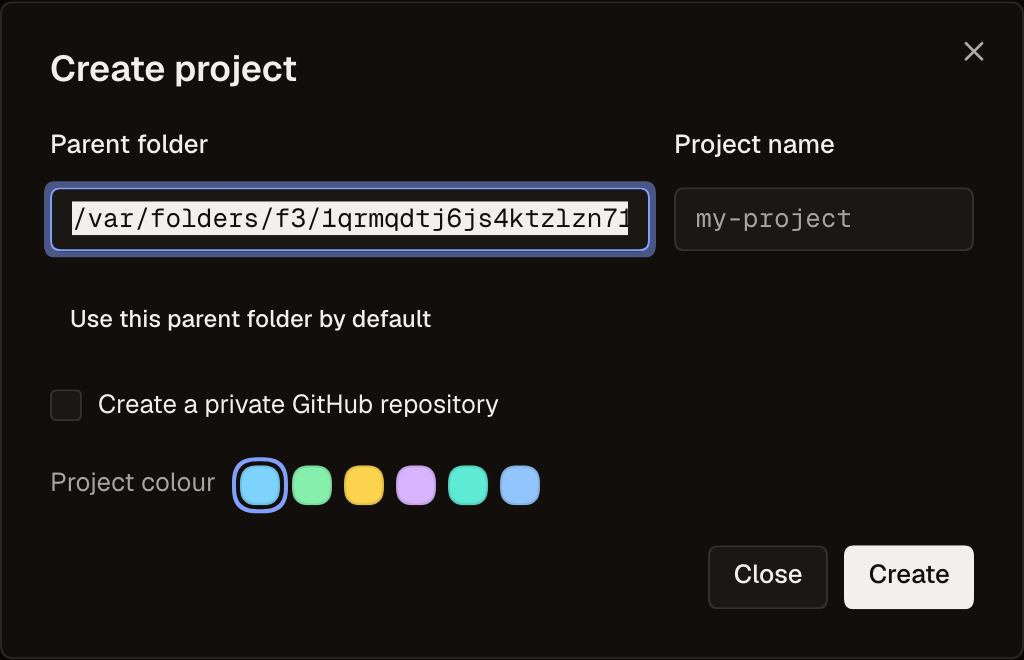 Create project
Parent folder
Project name
/var/folders/f3/1qrmqdtj6js4ktzlzn71
my-project
Use this parent folder by default
Create a private GitHub repository
Project colour
Close
Create